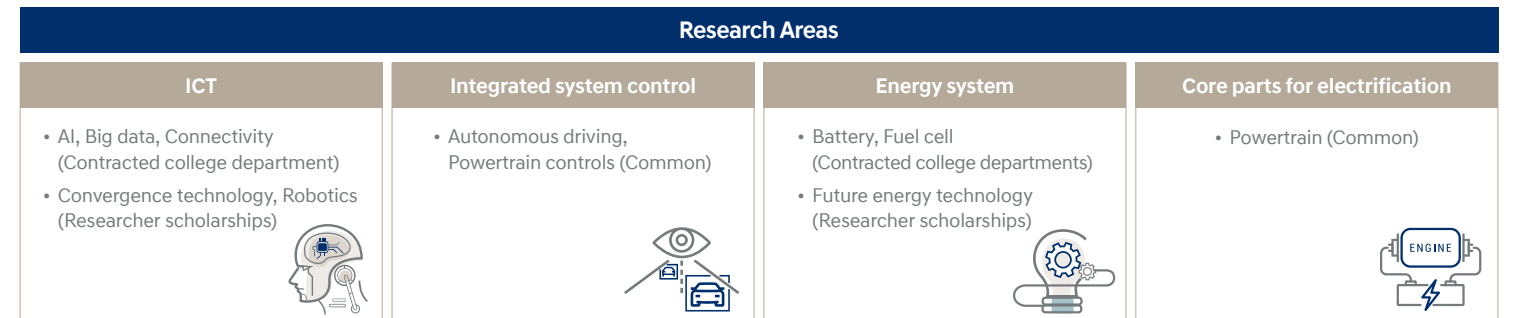 Research Areas
ICT
• AI, Big data, Connectivity
(Contracted college department)
• Convergence technology, Robotics
(Researcher scholarships)
Integrated system control
• Autonomous driving,
Powertrain controls (Common)
Energy system
• Battery, Fuel cell
(Contracted college departments)
• Future energy technology
(Researcher scholarships)
Core parts for electrification
• Powertrain (Common)
ENGINE